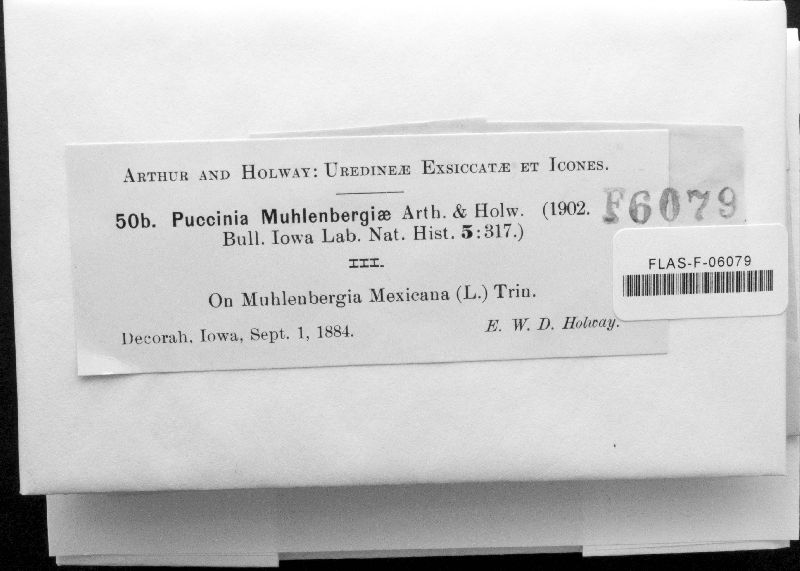 ARTHUR AND HOLWAY: UREDINEÆ EXSICCATÆ ET ICONES.
50b. Puccinia Muhlenbergiæ Arth. & Holw. (1902.
Bull. Iowa Lab. Nat. Hist. 5:317.)
III.
On Muhlenbergia Mexicana (L.) Trin.
Decorah, Iowa, Sept. 1, 1884.
E. W. D. Holway.
F6079
FLAS-F-06079